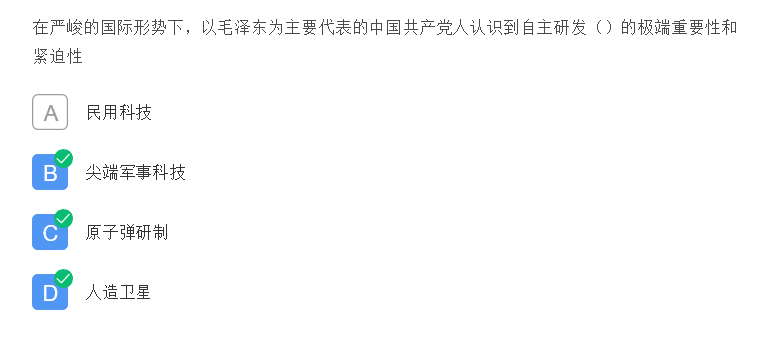 在严峻的国际形势下，以毛泽东为主要代表的中国共产党人认识到自主研发（）的极端重要性和
紧迫性
A 民用科技
B 尖端军事科技
C 原子弹研制
D 人造卫星